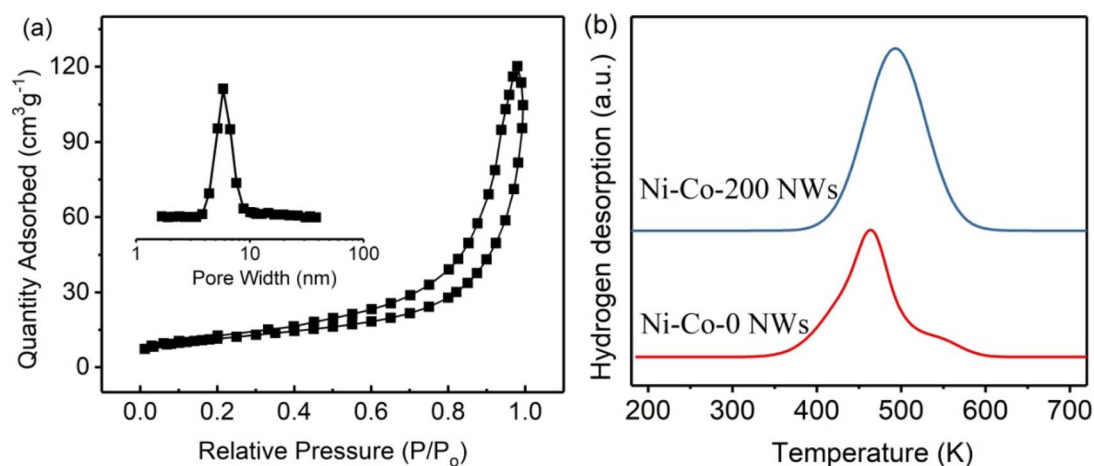 (a)
Quantity Adsorbed (cm³g⁻¹)
120
90
60
30
0
1 10 100
Pore Width (nm)
0.0 0.2 0.4 0.6 0.8 1.0
Relative Pressure (P/Pₒ)
(b)
Hydrogen desorption (a.u.)
Ni-Co-200 NWs
Ni-Co-0 NWs
200 300 400 500 600 700
Temperature (K)